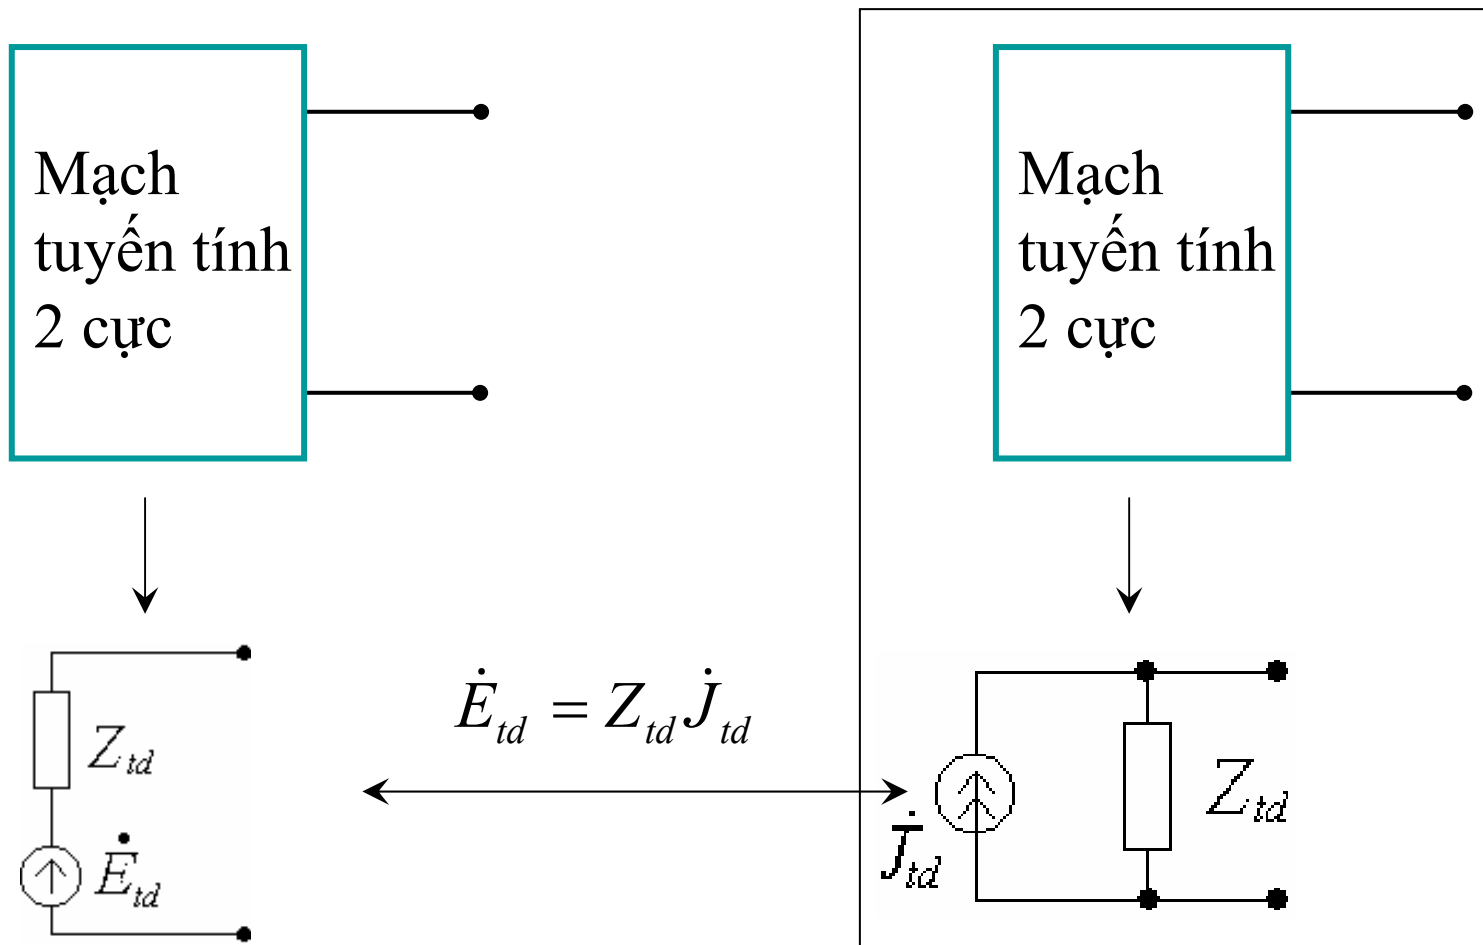 Mạch
tuyến tính
2 cực
Mạch
tuyến tính
2 cực
Z_td
Ė_td
Ė_td = Z_td J̇_td
J̇_td
Z_td